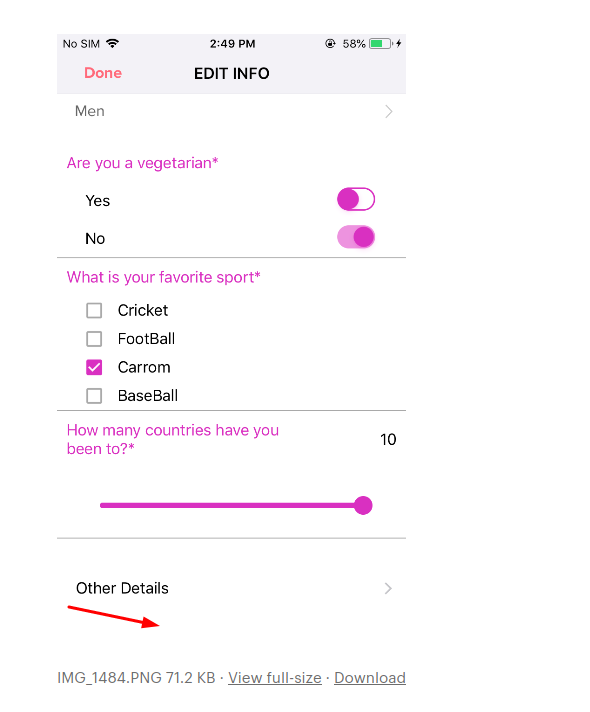 No SIM 2:49 PM 58%
Done EDIT INFO
Men
Are you a vegetarian*
Yes
No
What is your favorite sport*
Cricket
FootBall
Carrom
BaseBall
How many countries have you 10
been to?*
Other Details
IMG_1484.PNG 71.2 KB · View full-size · Download